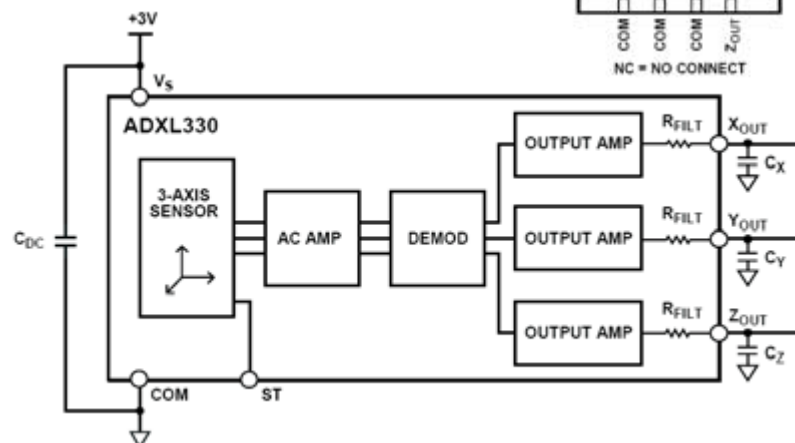 +3V
COM
COM
COM
ZOUT
NC = NO CONNECT
VS
ADXL330
3-AXIS
SENSOR
AC AMP
DEMOD
OUTPUT AMP
RFILT
XOUT
CX
CDC
OUTPUT AMP
RFILT
YOUT
CY
OUTPUT AMP
RFILT
ZOUT
CZ
COM
ST